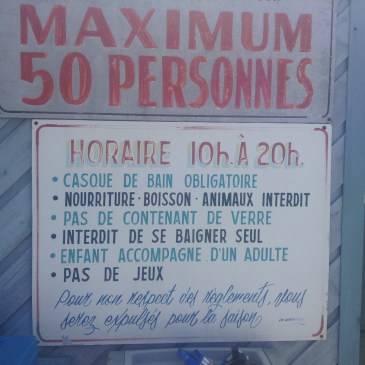 MAXIMUM
50 PERSONNES
HORAIRE 10h. À 20h.
• CASQUE DE BAIN OBLIGATOIRE
• NOURRITURE · BOISSON · ANIMAUX INTERDIT
• PAS DE CONTENANT DE VERRE
• INTERDIT DE SE BAIGNER SEUL
• ENFANT ACCOMPAGNE D'UN ADULTE
• PAS DE JEUX
Pour non respect des règlements, vous
serez expulsés pour la saison